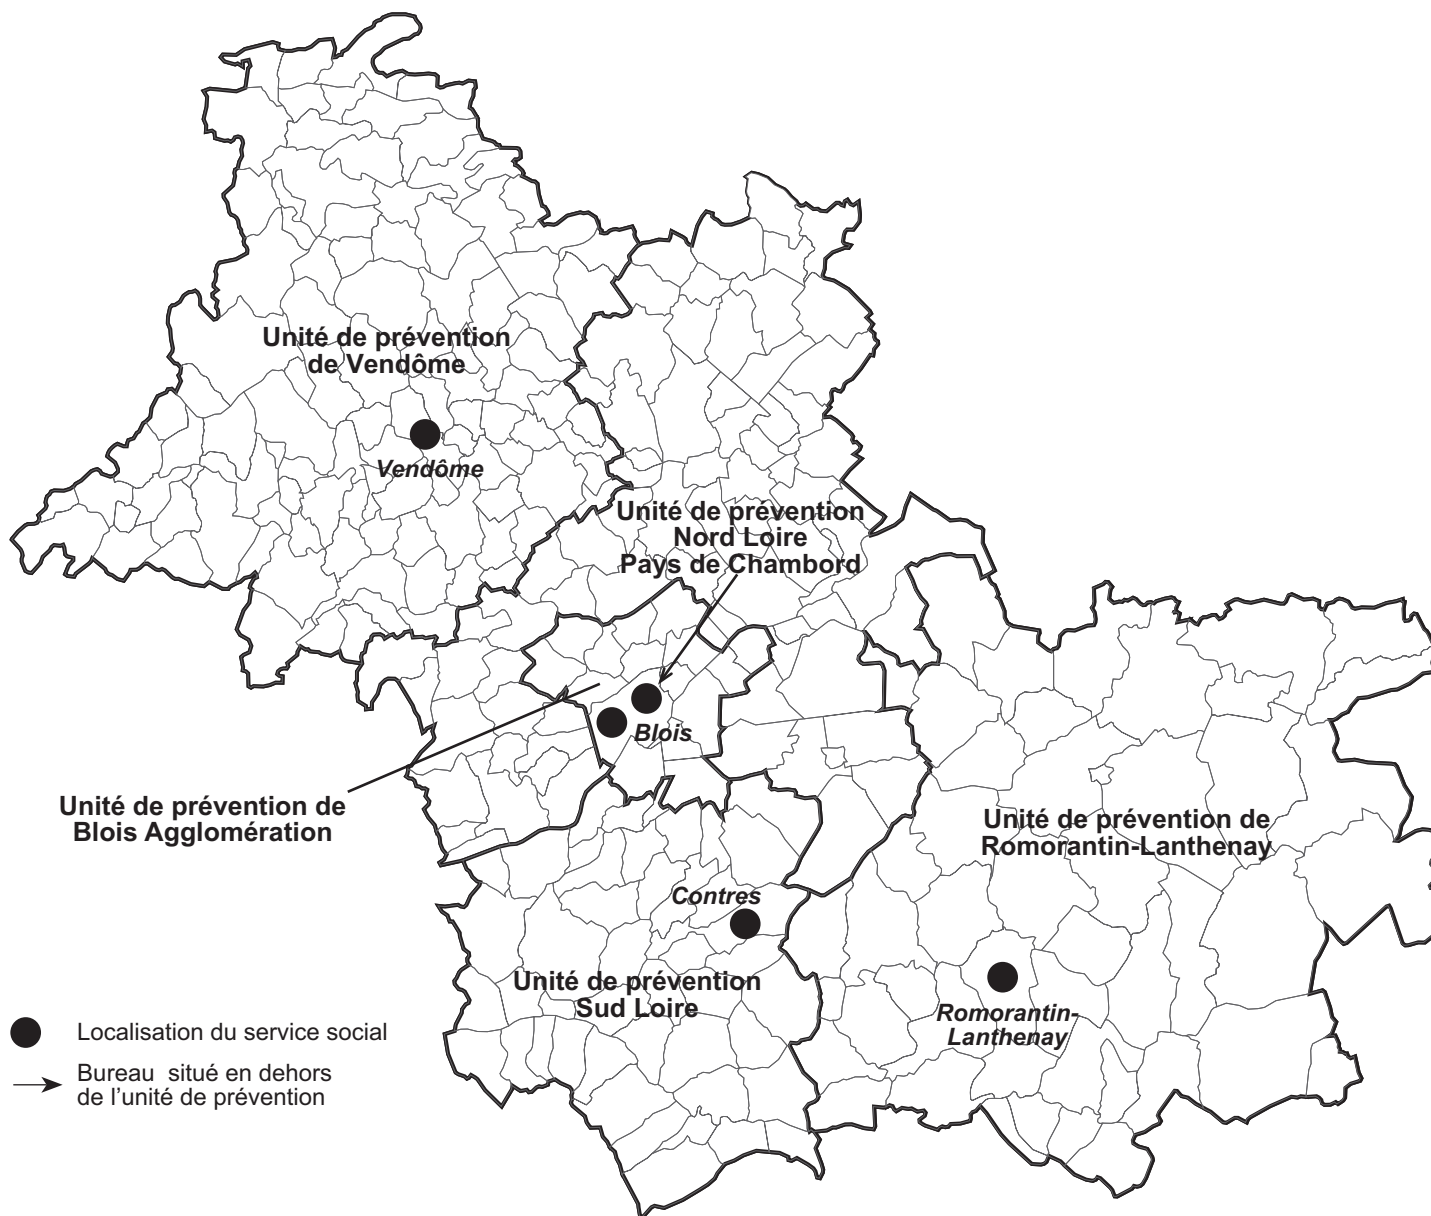 Unité de prévention
de Vendôme
Vendôme
Unité de prévention
Nord Loire
Pays de Chambord
Blois
Unité de prévention de
Blois Agglomération
Unité de prévention de
Romorantin-Lanthenay
Contres
Unité de prévention
Sud Loire
Romorantin-
Lanthenay
Localisation du service social
Bureau situé en dehors
de l'unité de prévention